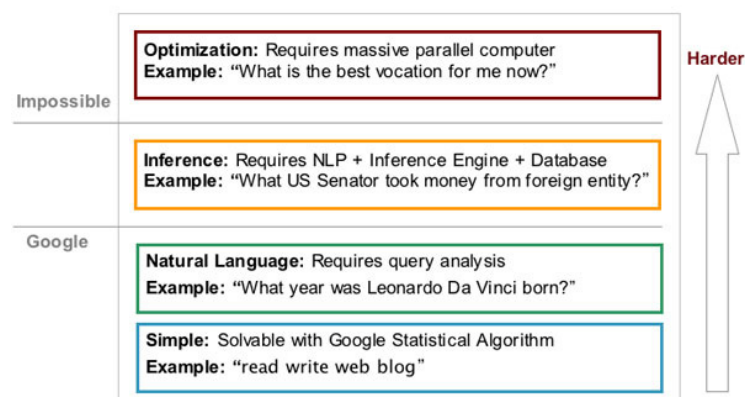 Optimization: Requires massive parallel computer
Example: “What is the best vocation for me now?”
Harder
Impossible
Inference: Requires NLP + Inference Engine + Database
Example: “What US Senator took money from foreign entity?”
Google
Natural Language: Requires query analysis
Example: “What year was Leonardo Da Vinci born?”
Simple: Solvable with Google Statistical Algorithm
Example: “read write web blog”